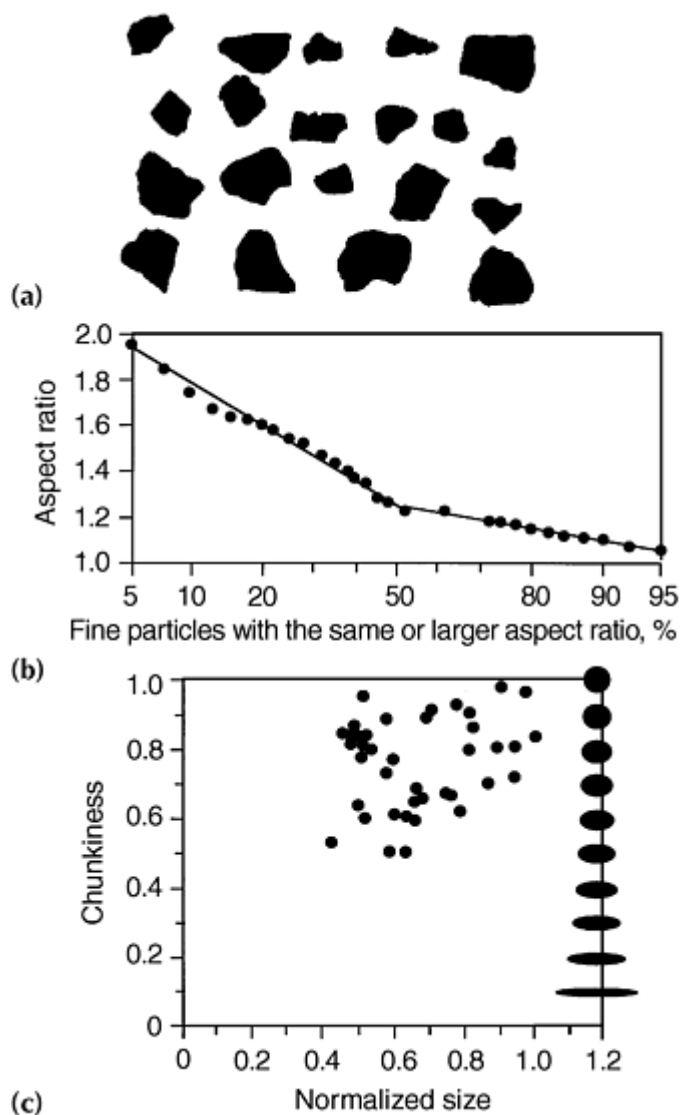 (a)
2.0
1.8
1.6
1.4
1.2
1.0
Aspect ratio
5 10 20 50 80 90 95
Fine particles with the same or larger aspect ratio, %
(b)
1.0
0.8
0.6
0.4
0.2
0
Chunkiness
0 0.2 0.4 0.6 0.8 1.0 1.2
Normalized size
(c)